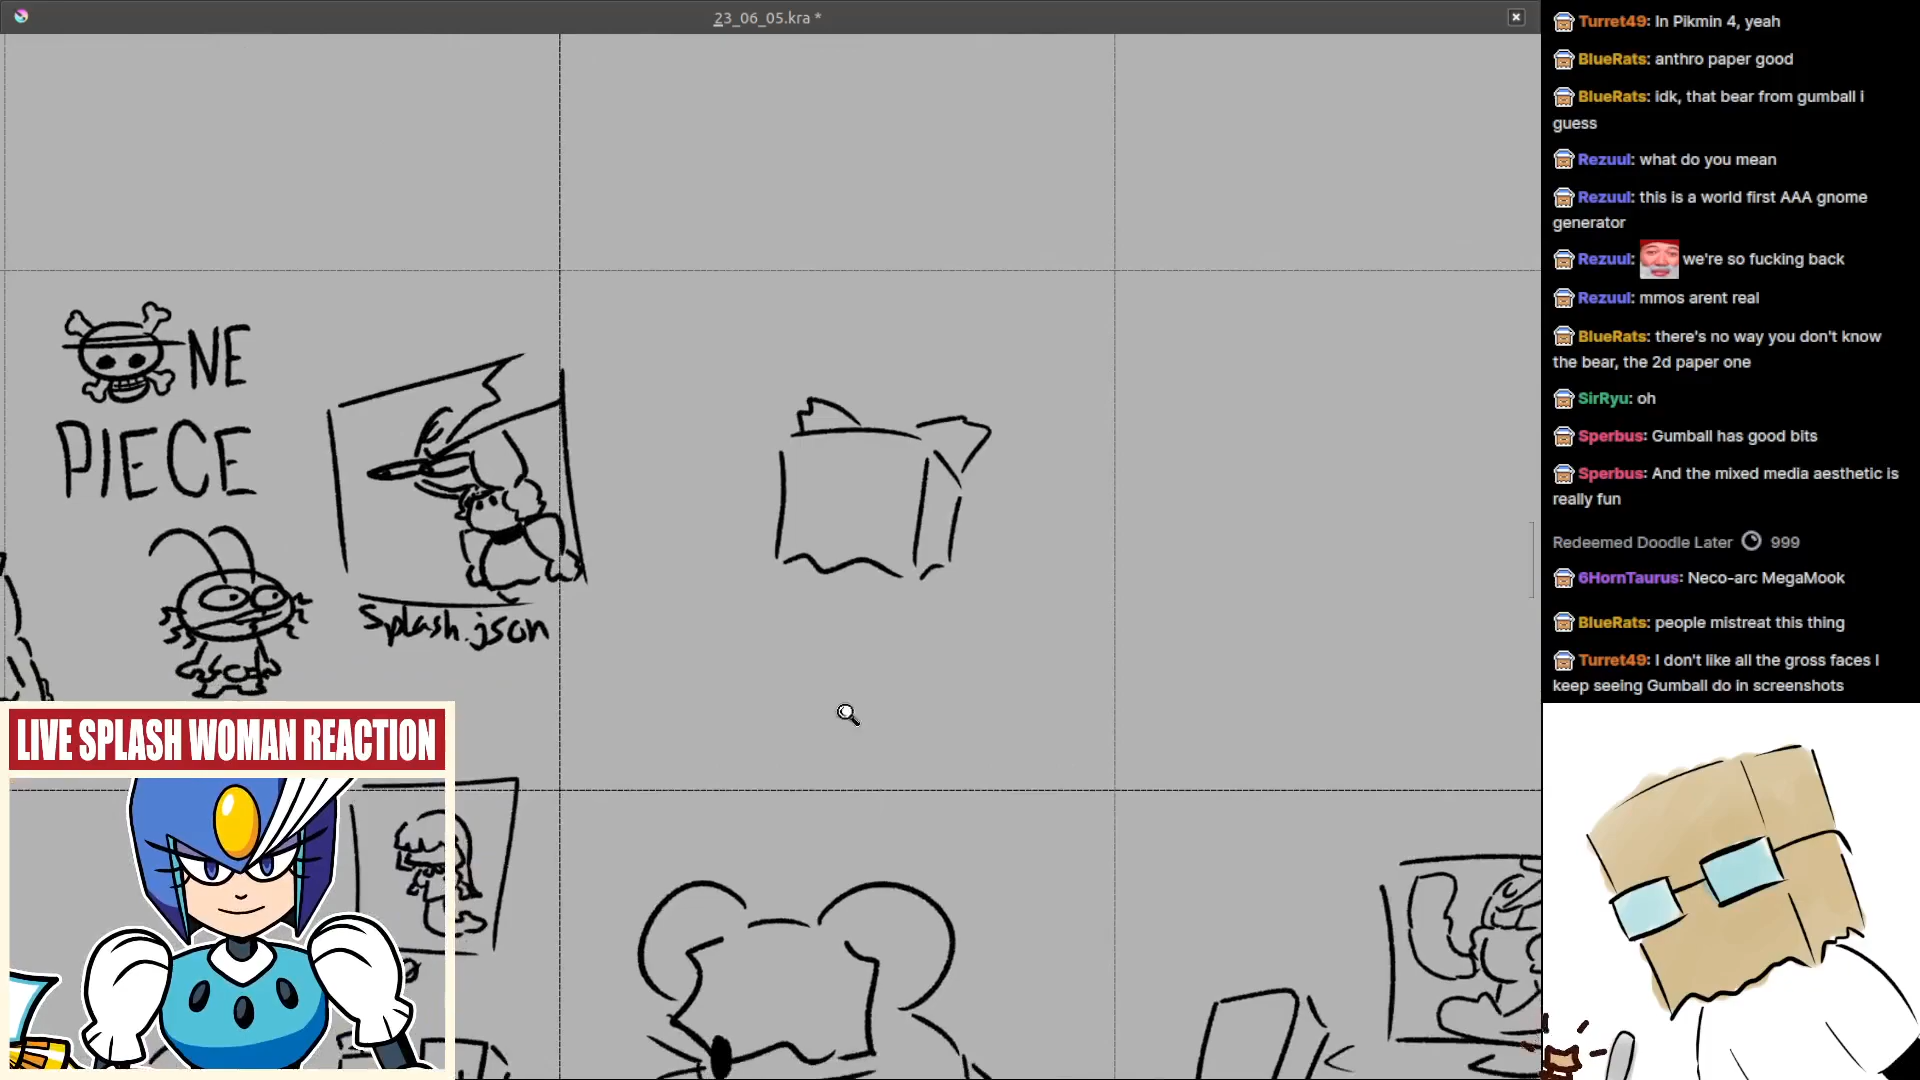 23_06_05.kra *
NE
PIECE
Splash.json
LIVE SPLASH WOMAN REACTION
Turret49: In Pikmin 4, yeah
BlueRats: anthro paper good
BlueRats: idk, that bear from gumball i
guess
Rezuul: what do you mean
Rezuul: this is a world first AAA gnome
generator
Rezuul: we're so fucking back
Rezuul: mmos arent real
BlueRats: there's no way you don't know
the bear, the 2d paper one
SirRyu: oh
Sperbus: Gumball has good bits
Sperbus: And the mixed media aesthetic is
really fun
Redeemed Doodle Later 999
6HornTaurus: Neco-arc MegaMook
BlueRats: people mistreat this thing
Turret49: I don't like all the gross faces I
keep seeing Gumball do in screenshots